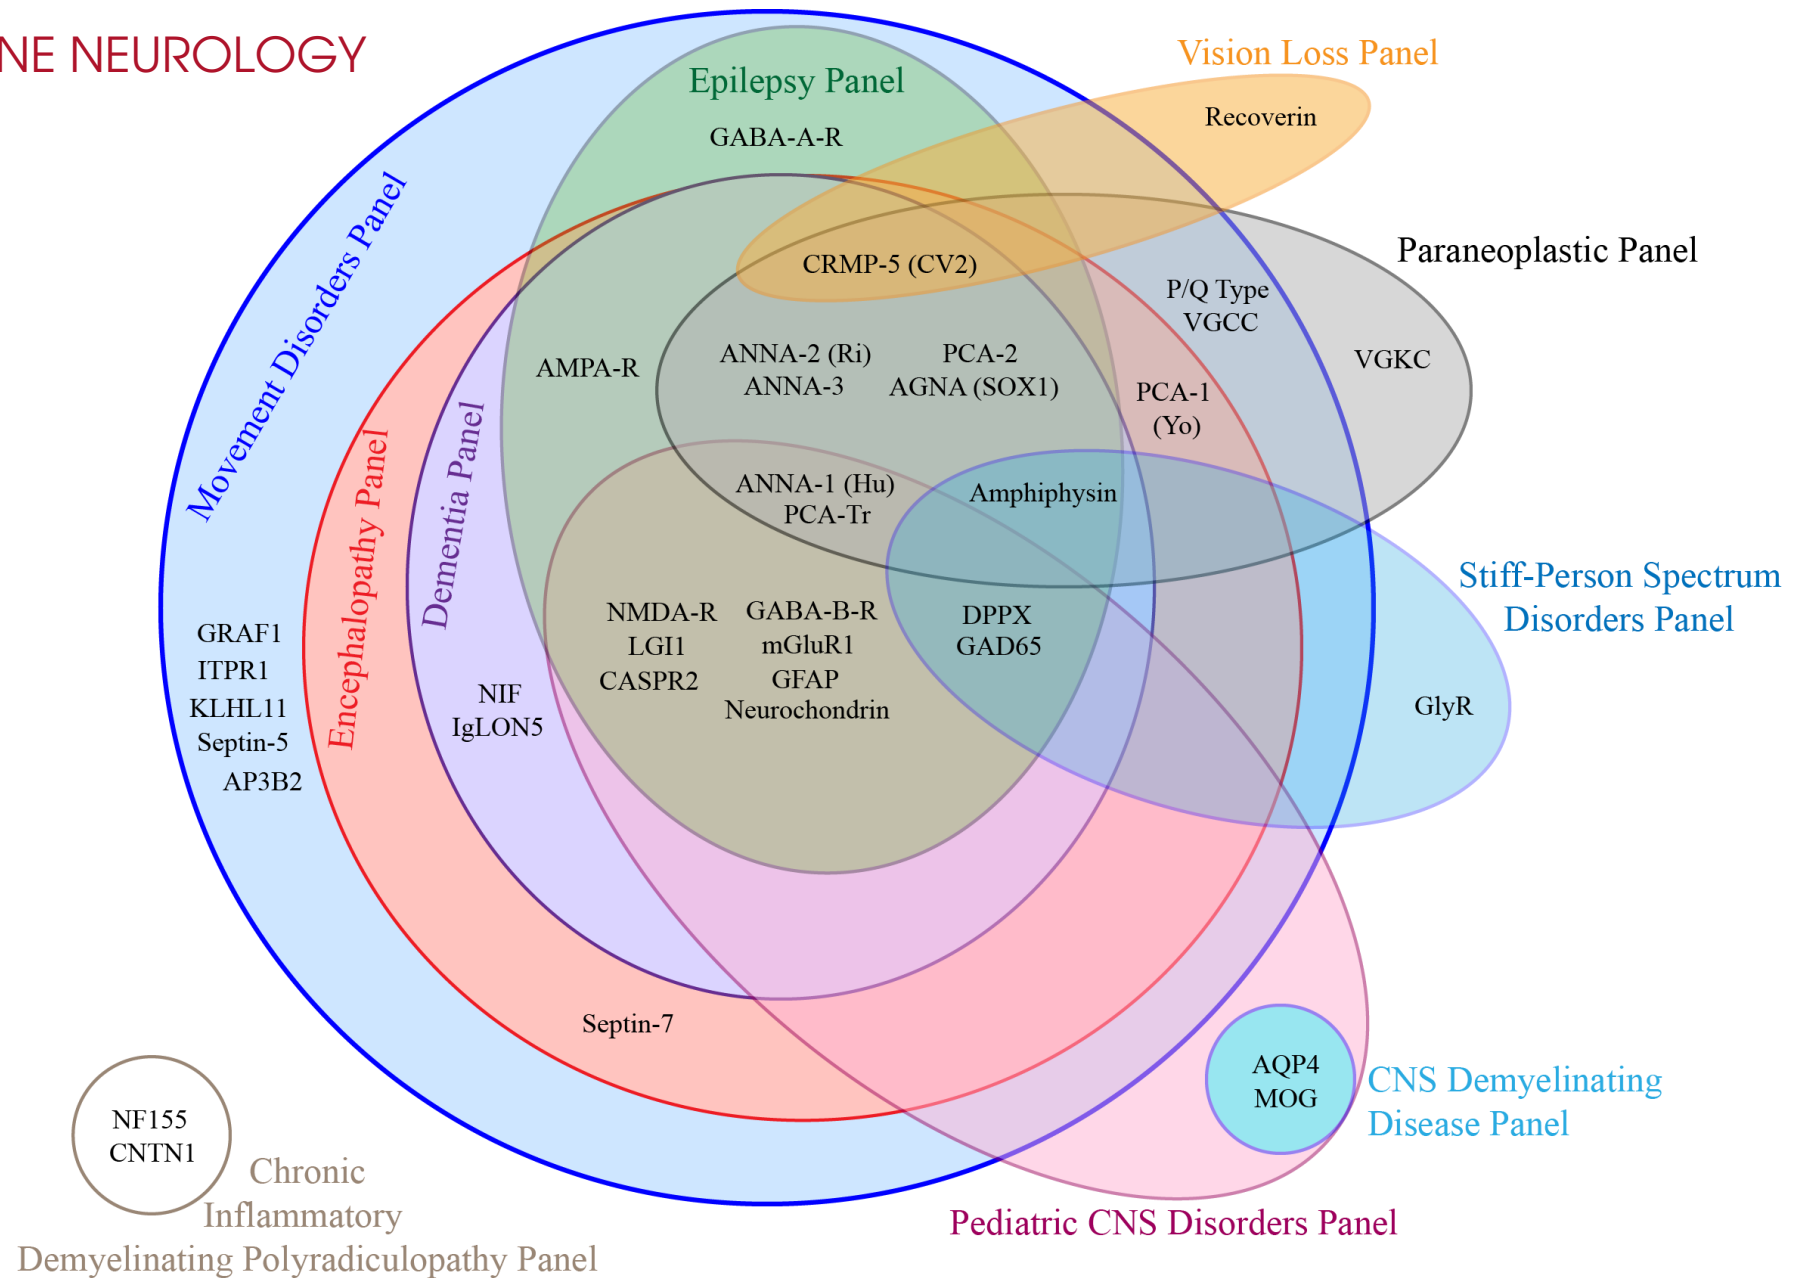 NE NEUROLOGY
Vision Loss Panel
Epilepsy Panel
Recoverin
GABA-A-R
Movement Disorders Panel
Paraneoplastic Panel
CRMP-5 (CV2)
P/Q Type
VGCC
VGKC
ANNA-2 (Ri)
ANNA-3
PCA-2
AGNA (SOX1)
AMPA-R
PCA-1
(Yo)
Encephalopathy Panel
Dementia Panel
ANNA-1 (Hu)
PCA-Tr
Amphiphysin
Stiff-Person Spectrum
Disorders Panel
GRAF1
ITPR1
KLHL11
Septin-5
AP3B2
NMDA-R
LGI1
CASPR2
GABA-B-R
mGluR1
GFAP
Neurochondrin
DPPX
GAD65
NIF
IgLON5
GlyR
Septin-7
AQP4
MOG
CNS Demyelinating
Disease Panel
NF155
CNTN1
Chronic
Inflammatory
Demyelinating Polyradiculopathy Panel
Pediatric CNS Disorders Panel